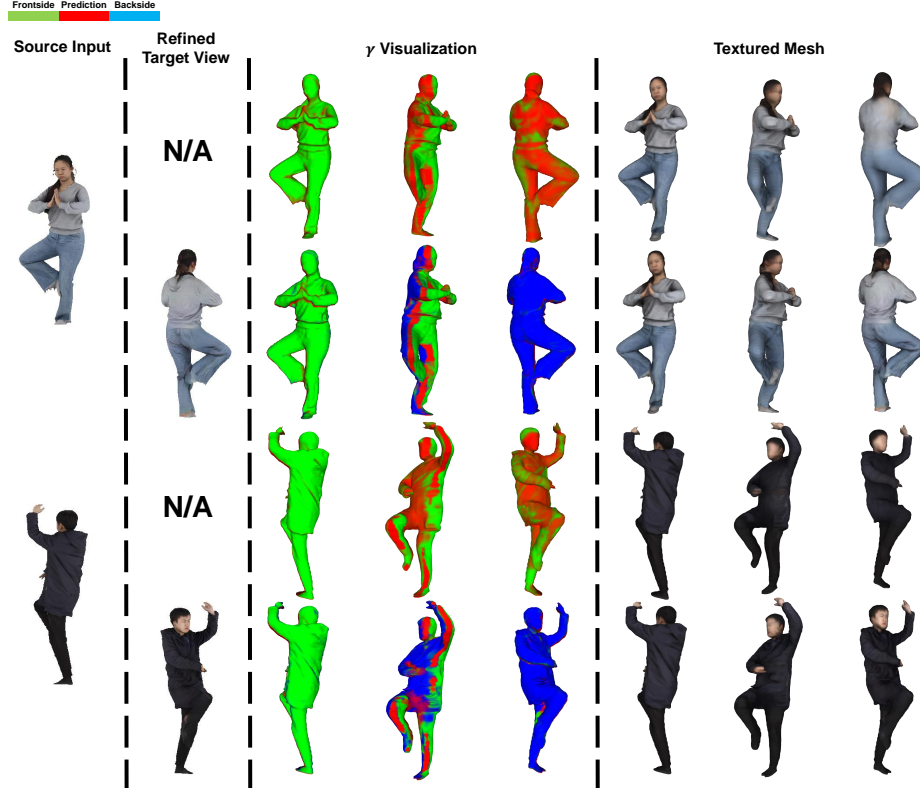 Frontside Prediction Backside
Source Input
Refined
Target View
γ Visualization
Textured Mesh
N/A
N/A